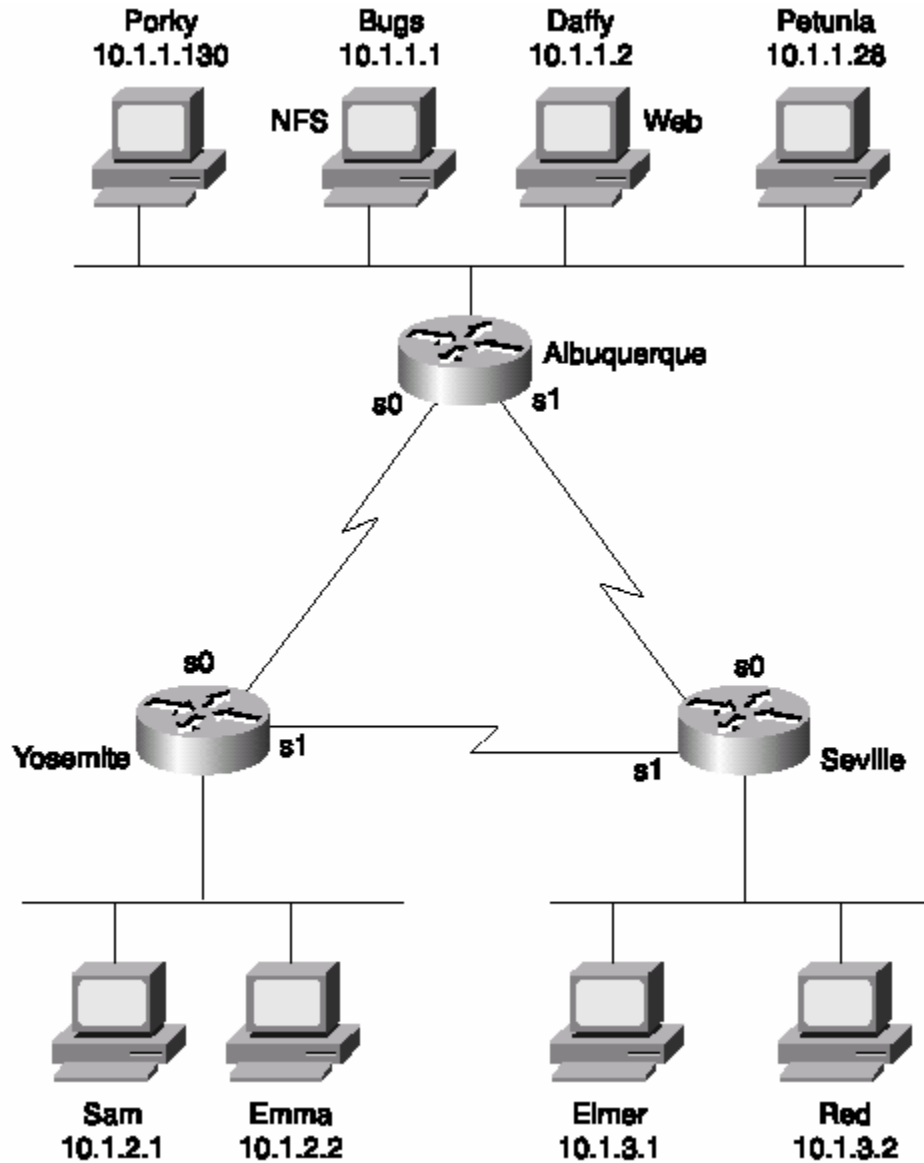 Porky
10.1.1.130
Bugs
10.1.1.1
Daffy
10.1.1.2
Petunia
10.1.1.28
NFS
Web
Albuquerque
s0
s1
s0
s0
Yosemite
s1
s1
Seville
Sam
10.1.2.1
Emma
10.1.2.2
Elmer
10.1.3.1
Red
10.1.3.2